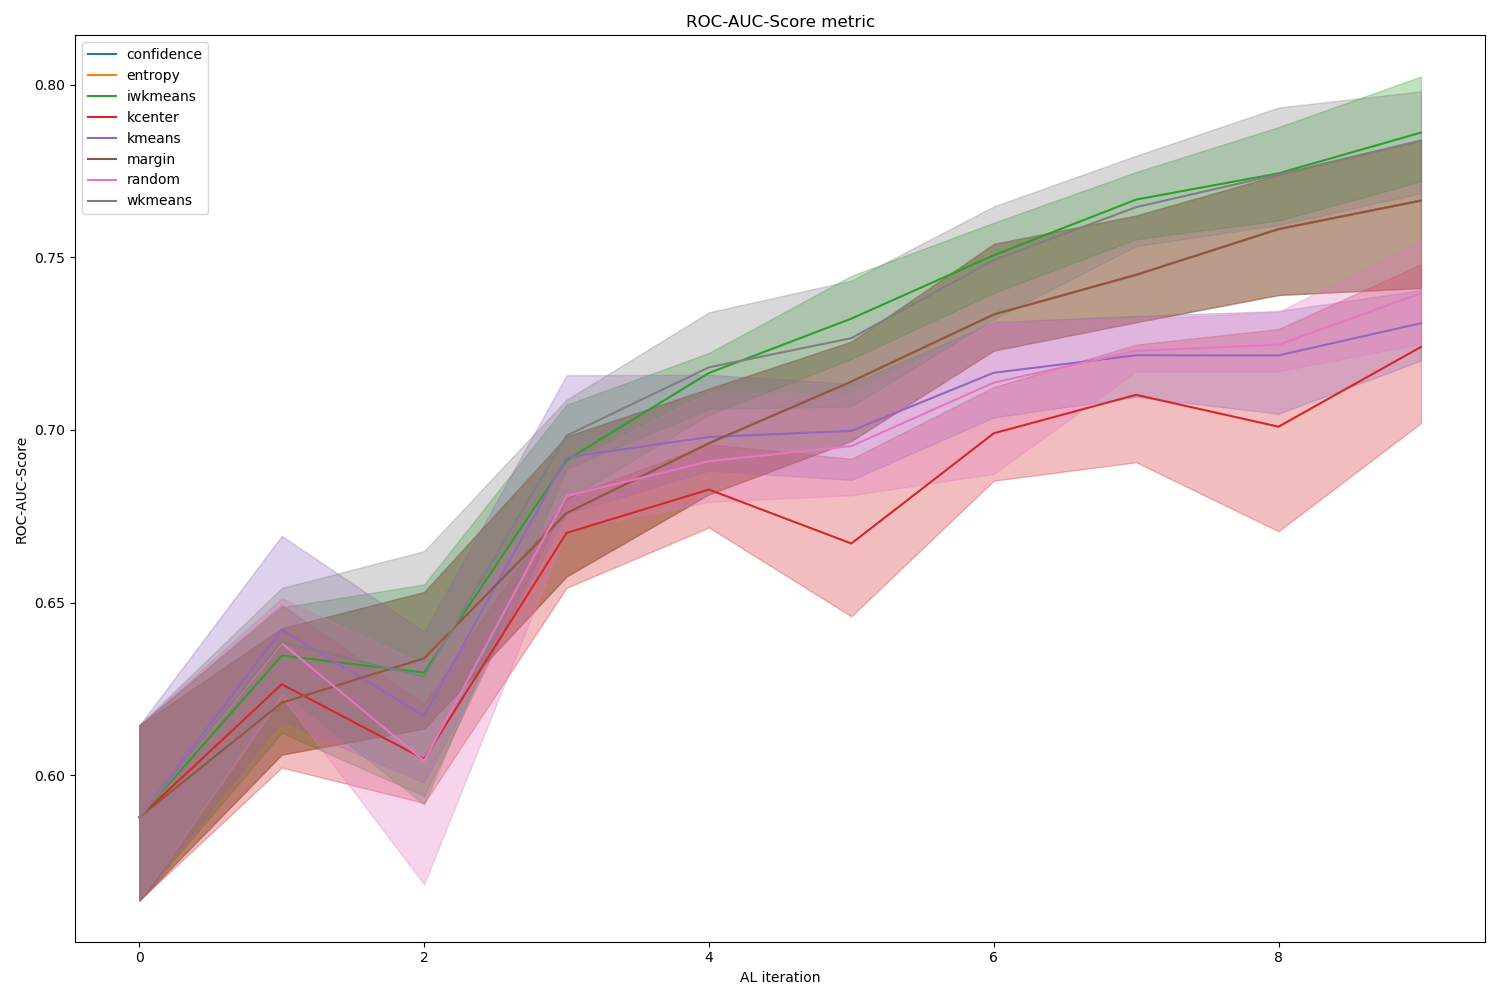 ROC-AUC-Score metric
confidence
entropy
iwkmeans
kcenter
kmeans
margin
random
wkmeans
0.80
0.75
0.70
0.65
0.60
ROC-AUC-Score
0 2 4 6 8
AL iteration